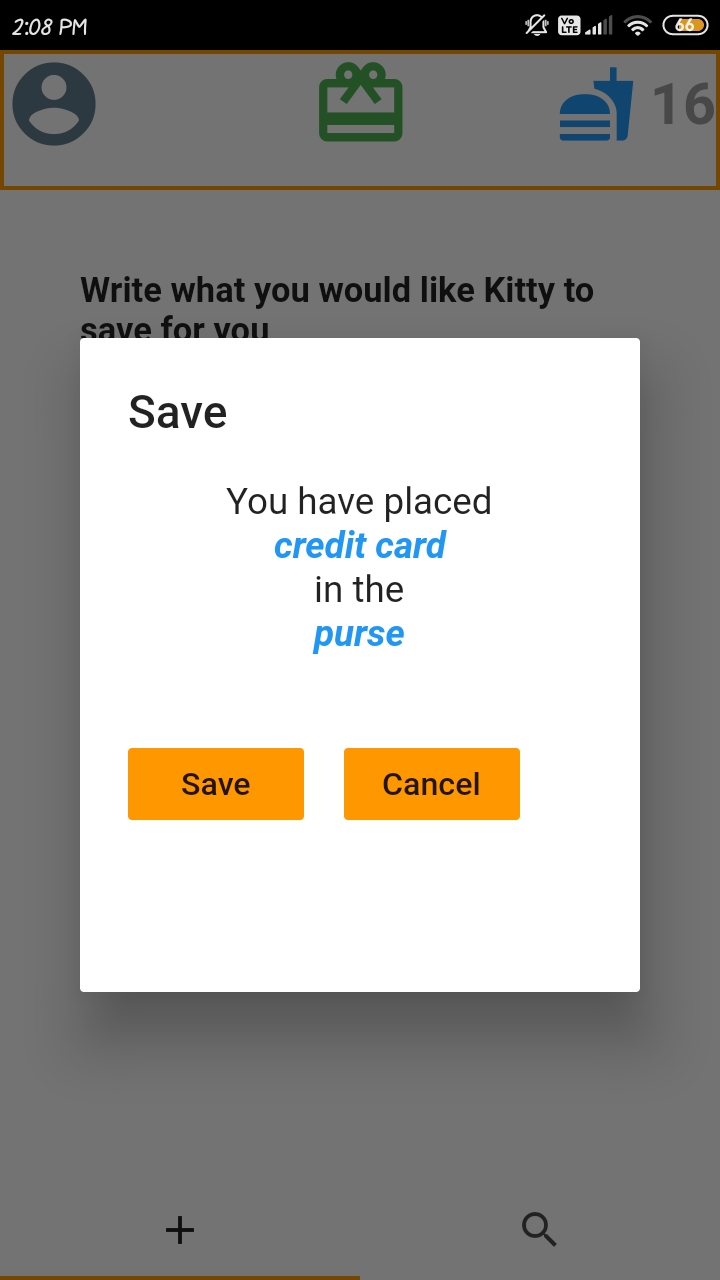 2:08 PM
Vo
LTE
66
16
Write what you would like Kitty to
save for you
Save
You have placed
credit card
in the
purse
Save
Cancel